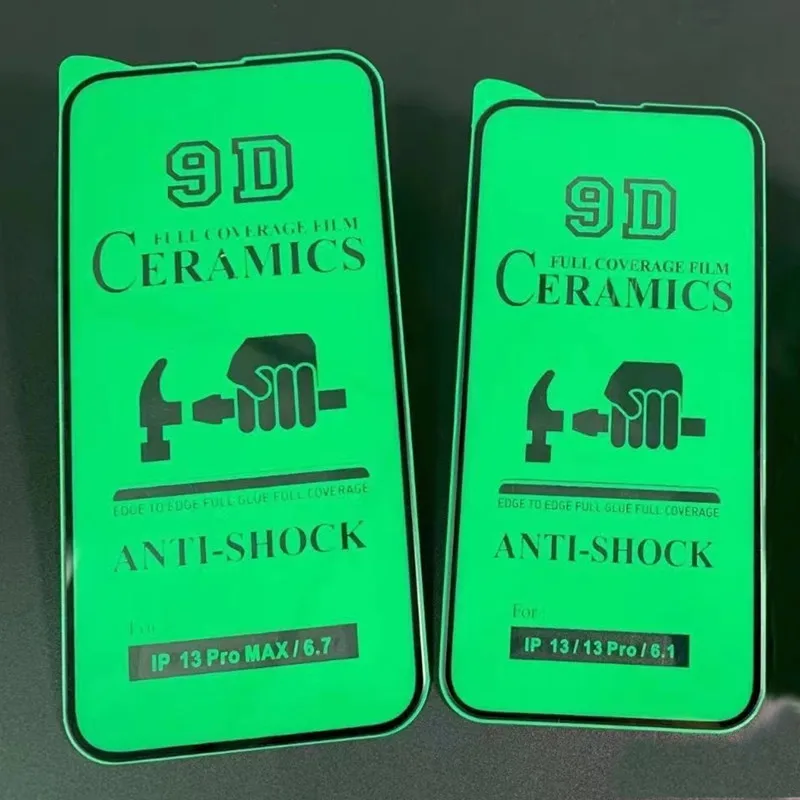 9D
FULL COVERAGE FILM
CERAMICS
EDGE TO EDGE FULL GLUE FULL COVERAGE
ANTI-SHOCK
For
IP 13 Pro MAX / 6.7
9D
FULL COVERAGE FILM
CERAMICS
EDGE TO EDGE FULL GLUE FULL COVERAGE
ANTI-SHOCK
For
IP 13 / 13 Pro / 6.1